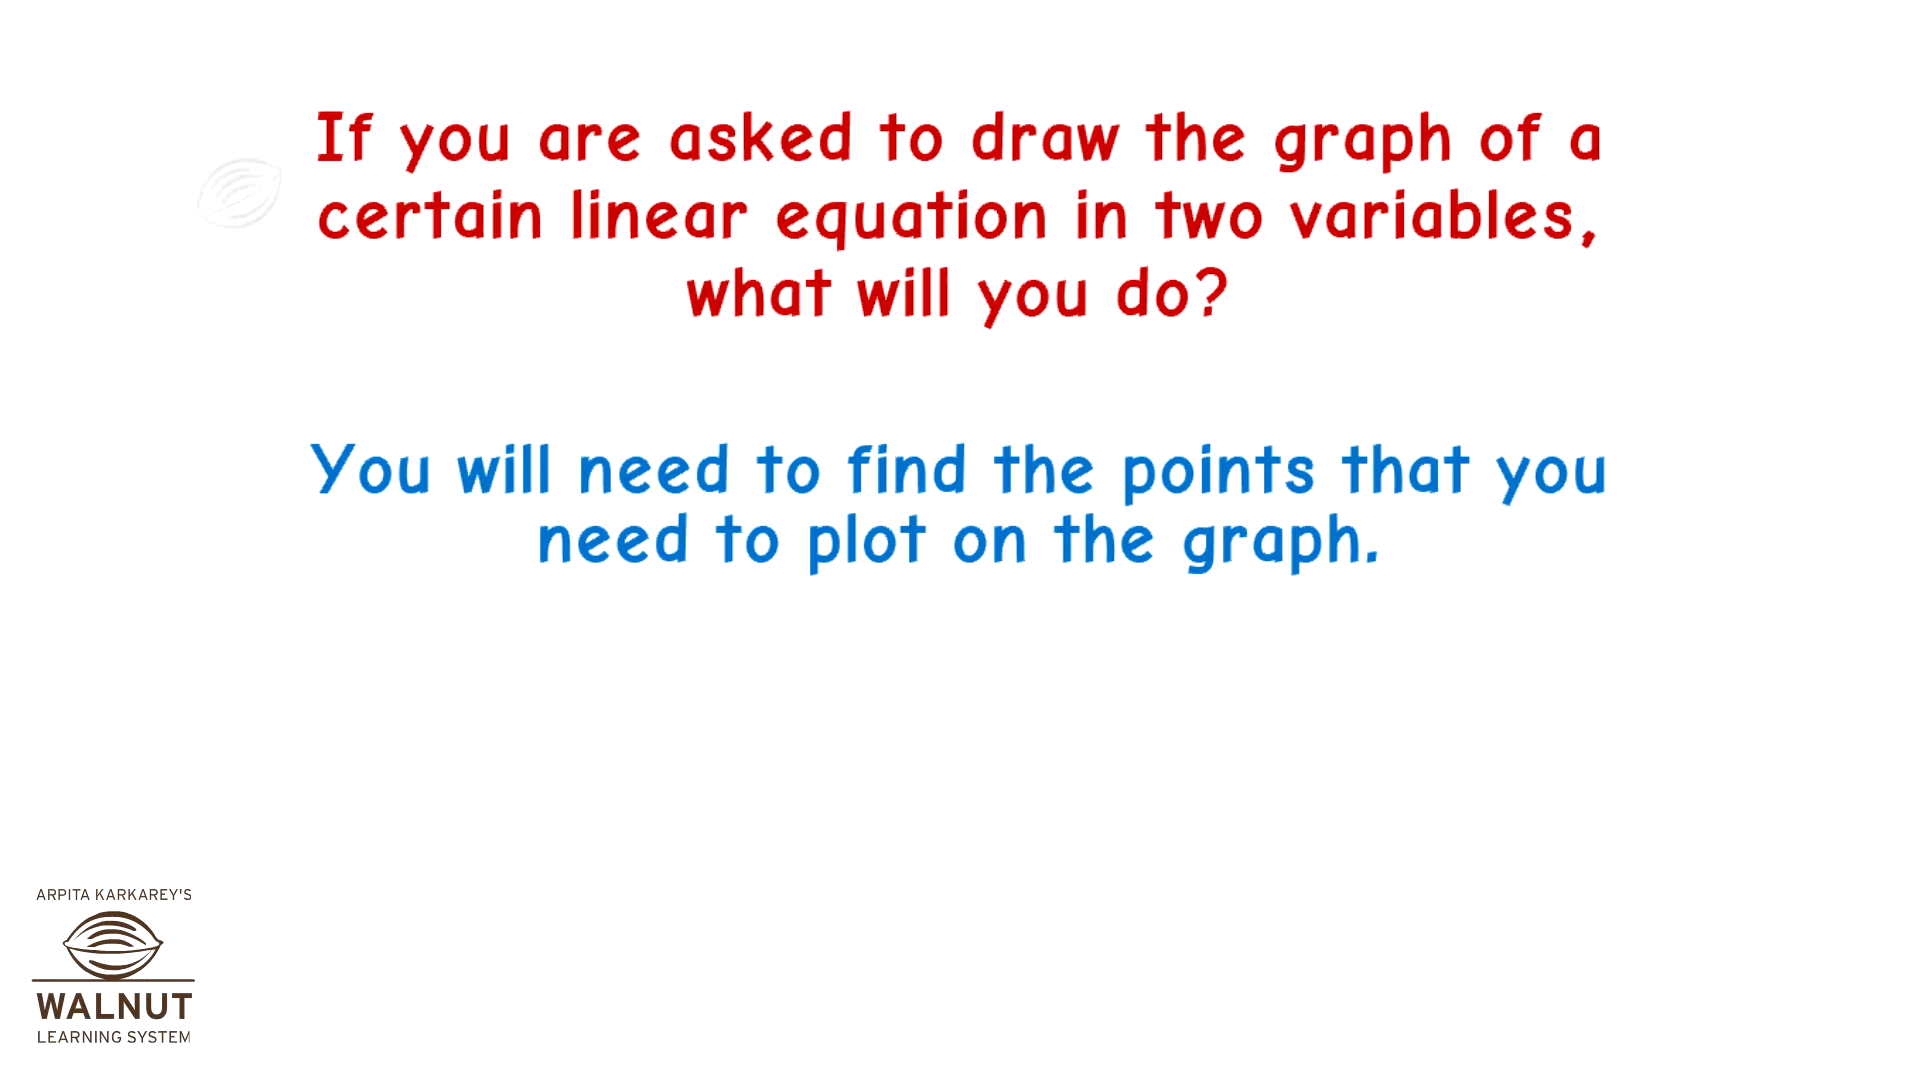 If you are asked to draw the graph of a
certain linear equation in two variables,
what will you do?
You will need to find the points that you
need to plot on the graph.
ARPITA KARKAREY'S
WALNUT
LEARNING SYSTEM